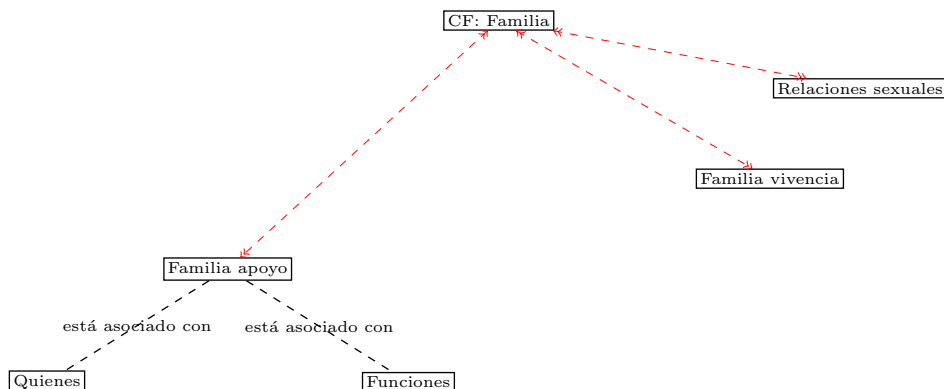 CF: Familia
Relaciones sexuales
Familia vivencia
Familia apoyo
está asociado con
está asociado con
Quienes
Funciones